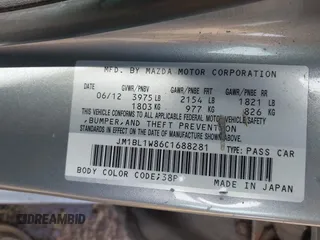 MFD. BY MAZDA MOTOR CORPORATION
GVWR/PNBV GAWR/PNBE FRT GAWR/PNBE RR
06/12 3975 LB 2154 LB 1821 LB
1803 KG 977 KG 826 KG
THIS VEHICLE CONFORMS TO ALL APPLICABLE FEDERAL MOTOR VEHICLE SAFETY
, BUMPER, AND THEFT PREVENTION
STANDARDS IN EFFECT ON THE DATE OF MANUFACTURE SHOWN ABOVE.
JM1BL1W86C1688281 TYPE: PASS CAR
BODY COLOR CODE: 38P MADE IN JAPAN
IDREAMBID